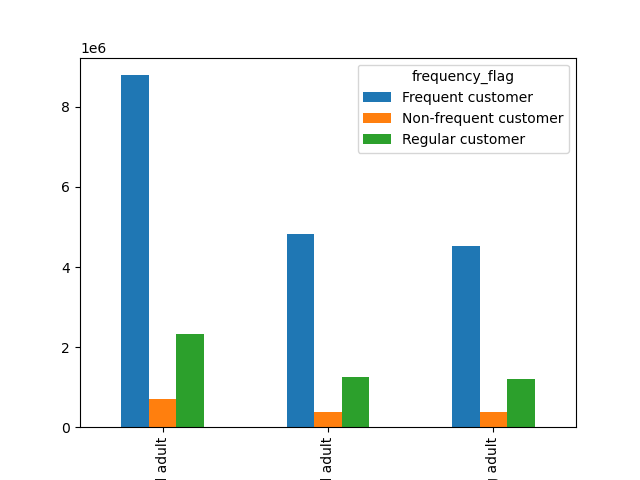 1e6
frequency_flag
Frequent customer
Non-frequent customer
Regular customer
8
6
4
2
0
adult
adult
adult